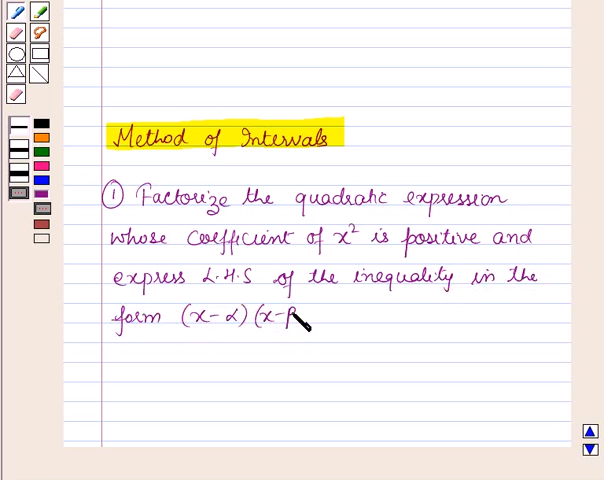 Method of Intervals
① Factorize the quadratic expression
whose coefficient of x² is positive and
express L.H.S of the inequality in the
form (x-α)(x-β